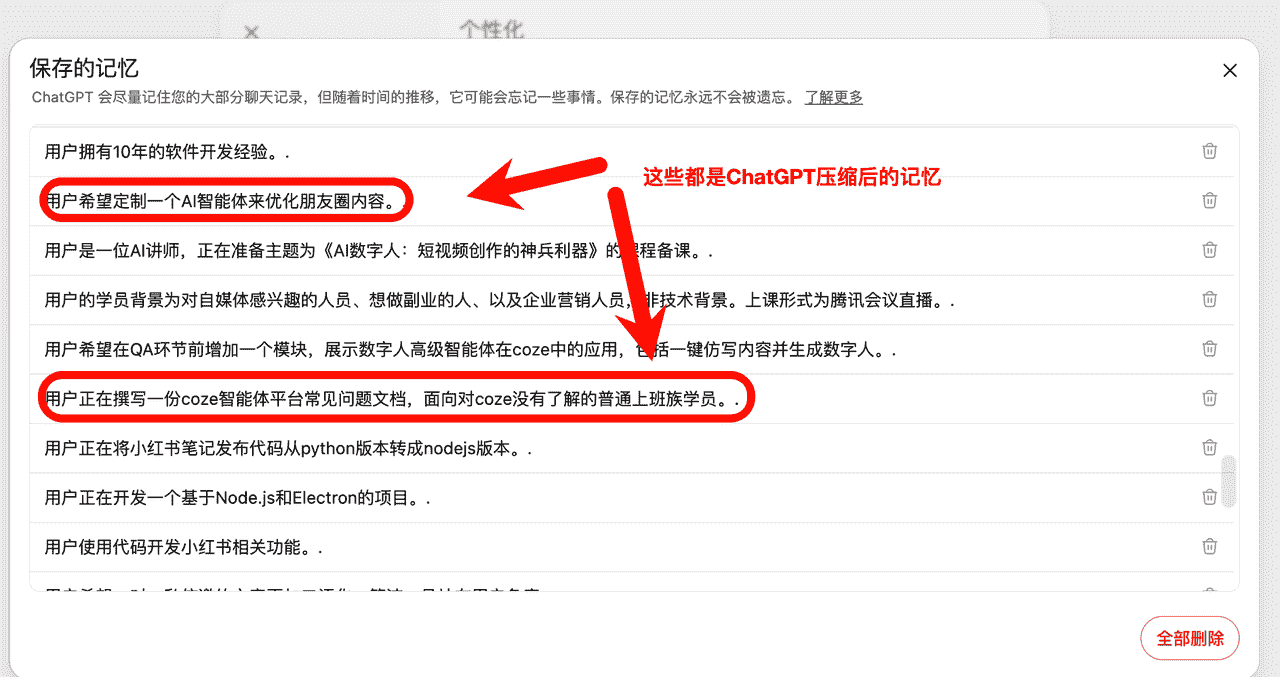 个性化
保存的记忆
ChatGPT 会尽量记住您的大部分聊天记录，但随着时间的推移，它可能会忘记一些事情。保存的记忆永远不会被遗忘。 了解更多
用户拥有10年的软件开发经验。.
这些都是ChatGPT压缩后的记忆
用户希望定制一个AI智能体来优化朋友圈内容。.
用户是一位AI讲师，正在准备主题为《AI数字人：短视频创作的神兵利器》的课程备课。.
用户的学员背景为对自媒体感兴趣的人员、想做副业的人、以及企业营销人员，非技术背景。上课形式为腾讯会议直播。.
用户希望在QA环节前增加一个模块，展示数字人高级智能体在coze中的应用，包括一键仿写内容并生成数字人。.
用户正在撰写一份coze智能体平台常见问题文档，面向对coze没有了解的普通上班族学员。.
用户正在将小红书笔记发布代码从python版本转成nodejs版本。.
用户正在开发一个基于Node.js和Electron的项目。.
用户使用代码开发小红书相关功能。.
全部删除